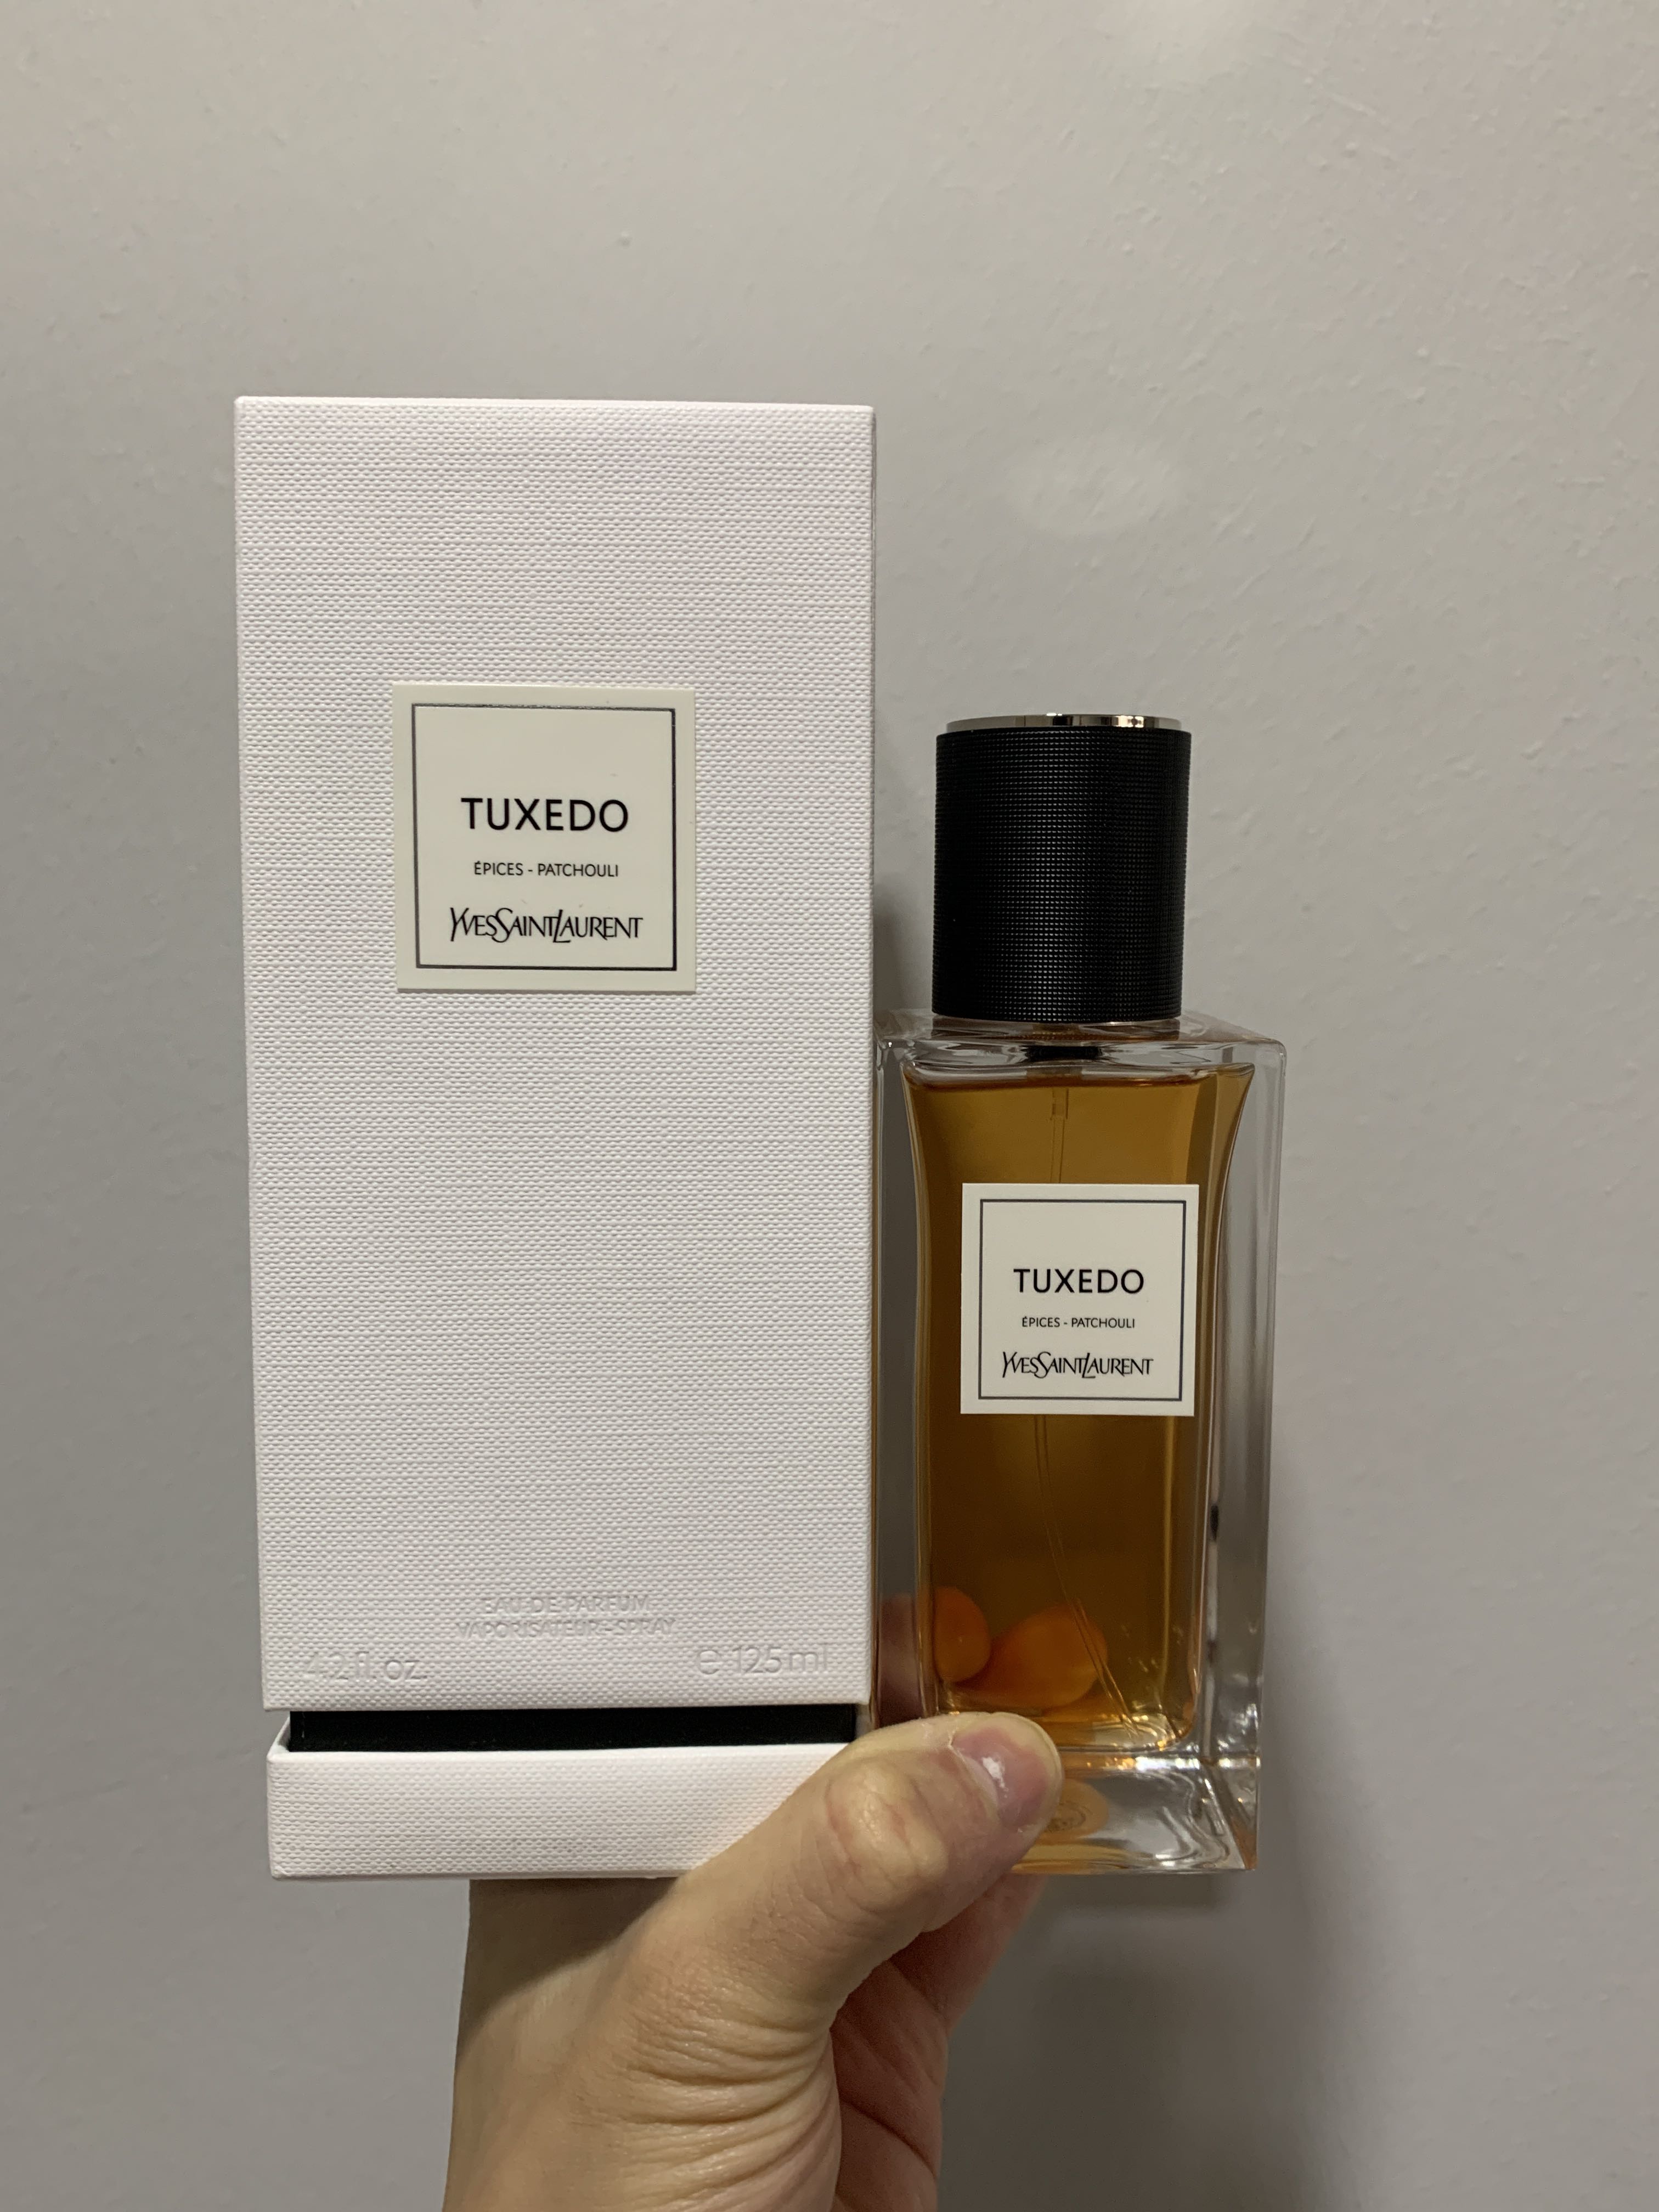 TUXEDO
ÉPICES - PATCHOULI
YVESSAINTLAURENT
EAU DE PARFUM
VAPORISATEUR - SPRAY
4.2 fl. oz. e 125 ml
TUXEDO
ÉPICES - PATCHOULI
YVESSAINTLAURENT